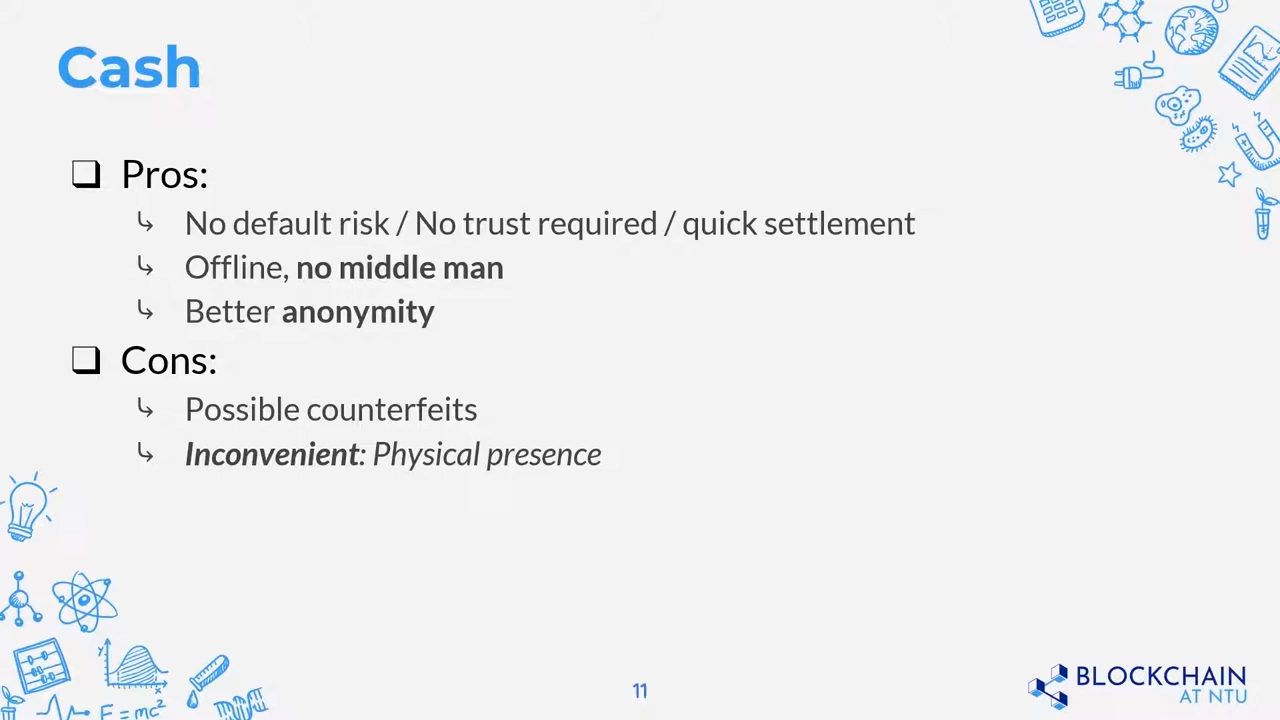 Cash
❏ Pros:
↳ No default risk / No trust required / quick settlement
↳ Offline, no middle man
↳ Better anonymity
❏ Cons:
↳ Possible counterfeits
↳ Inconvenient: Physical presence
y
x
E=mc²
11
BLOCKCHAIN
AT NTU